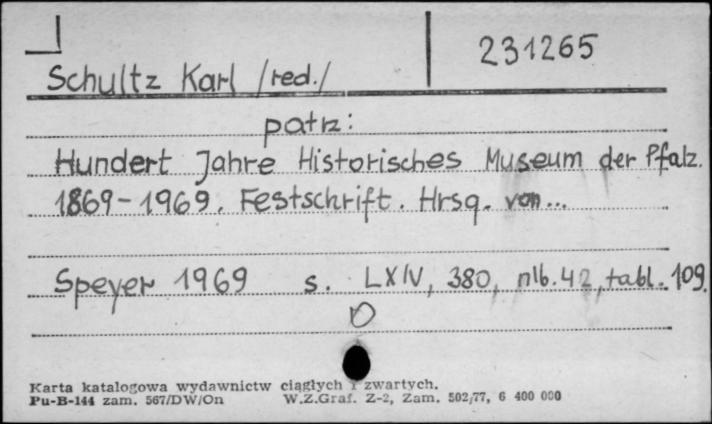 231265
Schultz Karl /red./
patrz:
Hundert Jahre Historisches Museum der Pfalz.
1869-1969. Festschrift. Hrsg. von...
Speyer 1969 s. LXIV, 380, nlb. 42, tabl. 109.
Karta katalogowa wydawnictw ciągłych i zwartych.
Pu-B-144 zam. 567/DW/On W.Z.Graf. Z-2, Zam. 502/77, 6 400 000